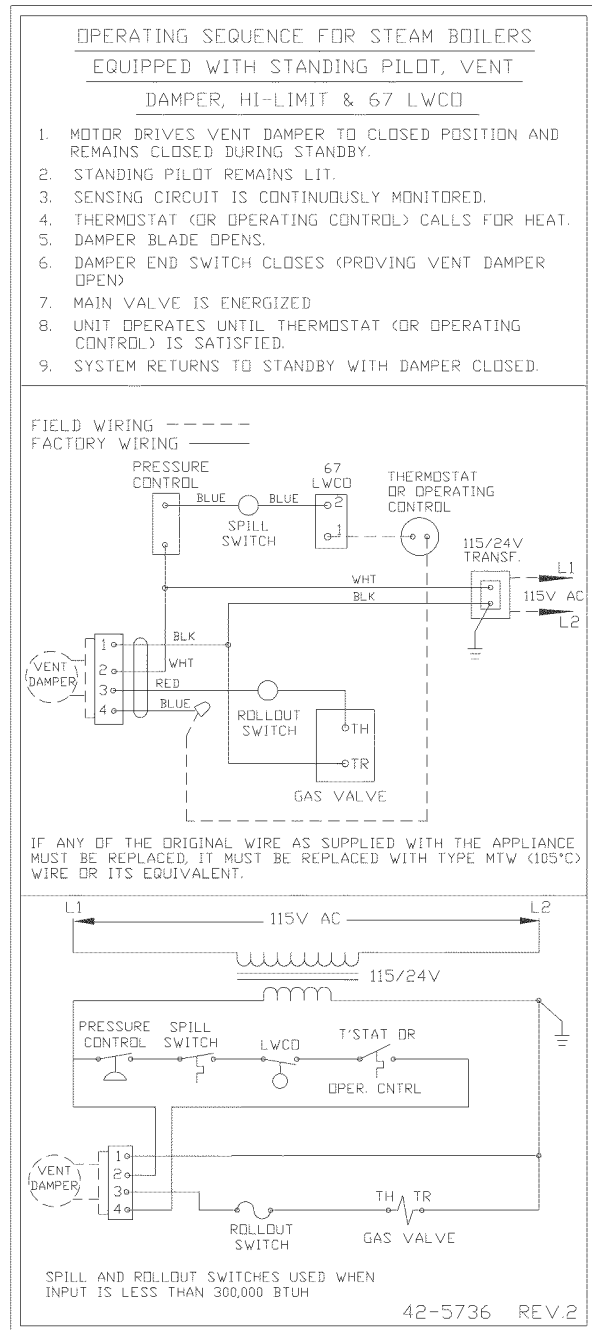 OPERATING SEQUENCE FOR STEAM BOILERS
EQUIPPED WITH STANDING PILOT, VENT
DAMPER, HI-LIMIT & 67 LWCO
1. MOTOR DRIVES VENT DAMPER TO CLOSED POSITION AND
REMAINS CLOSED DURING STANDBY.
2. STANDING PILOT REMAINS LIT.
3. SENSING CIRCUIT IS CONTINUOUSLY MONITORED.
4. THERMOSTAT (OR OPERATING CONTROL) CALLS FOR HEAT.
5. DAMPER BLADE OPENS.
6. DAMPER END SWITCH CLOSES (PROVING VENT DAMPER
OPEN)
7. MAIN VALVE IS ENERGIZED
8. UNIT OPERATES UNTIL THERMOSTAT (OR OPERATING
CONTROL) IS SATISFIED.
9. SYSTEM RETURNS TO STANDBY WITH DAMPER CLOSED.
FIELD WIRING
FACTORY WIRING
PRESSURE
CONTROL
BLUE
BLUE
SPILL
SWITCH
67
LWCO
2
1
THERMOSTAT
OR OPERATING
CONTROL
115/24V
TRANSF.
L1
115V AC
L2
WHT
BLK
VENT
DAMPER
1
2
3
4
BLK
WHT
RED
BLUE
ROLLOUT
SWITCH
TH
TR
GAS VALVE
IF ANY OF THE ORIGINAL WIRE AS SUPPLIED WITH THE APPLIANCE
MUST BE REPLACED, IT MUST BE REPLACED WITH TYPE MTW (105°C)
WIRE OR ITS EQUIVALENT.
L1
115V AC
L2
115/24V
PRESSURE
CONTROL
SPILL
SWITCH
LWCO
T'STAT OR
OPER. CNTRL
VENT
DAMPER
1
2
3
4
ROLLOUT
SWITCH
TH TR
GAS VALVE
SPILL AND ROLLOUT SWITCHES USED WHEN
INPUT IS LESS THAN 300,000 BTUH
42-5736 REV.2